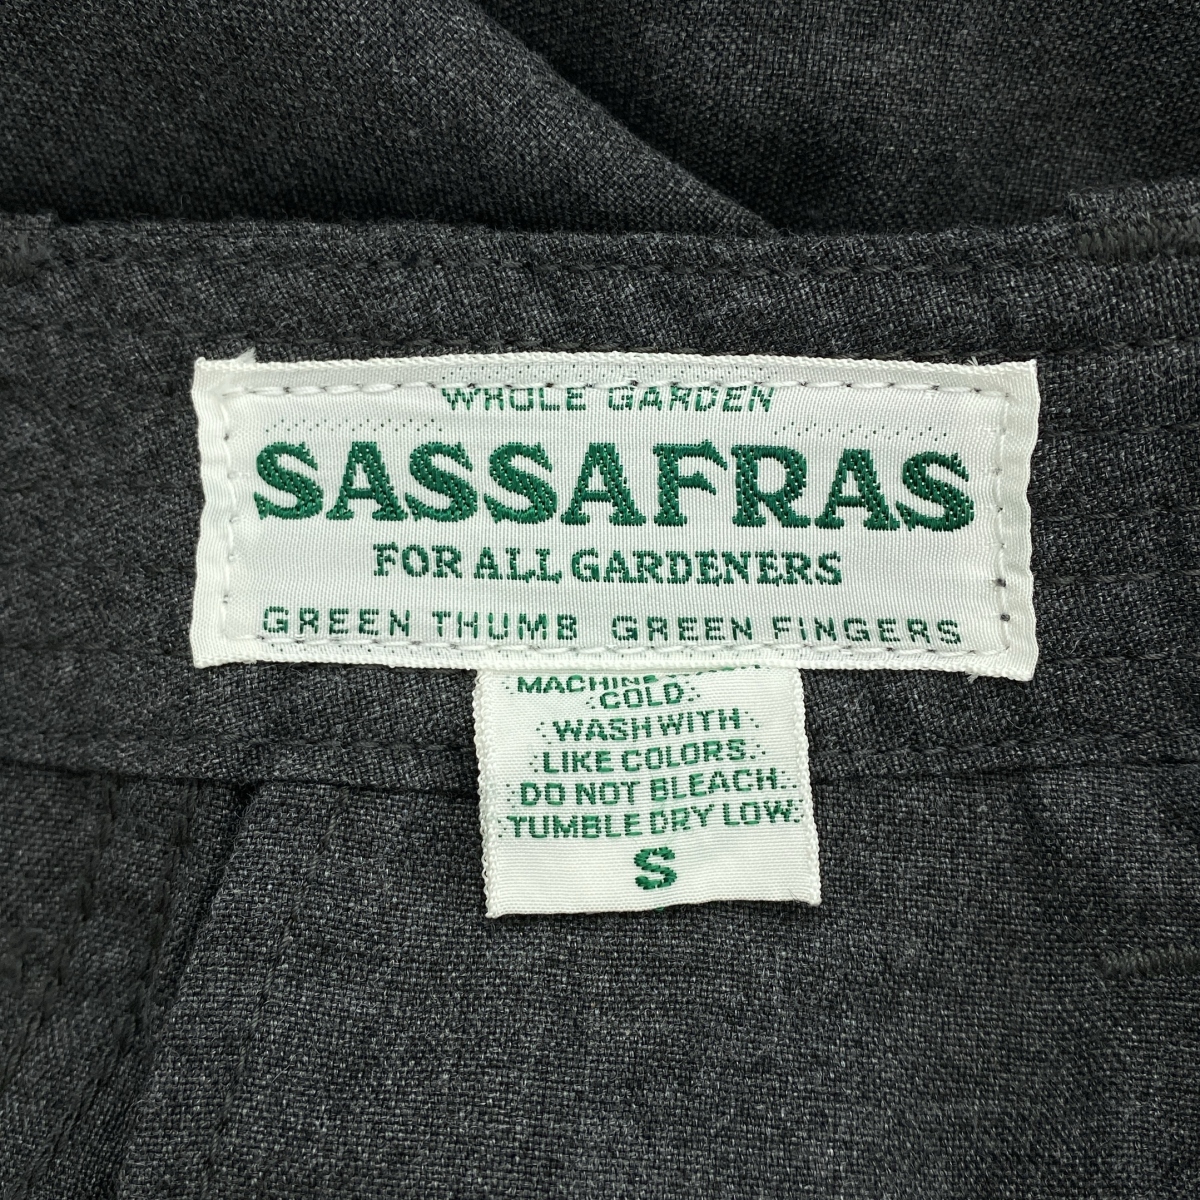 WHOLE GARDEN
SASSAFRAS
FOR ALL GARDENERS
GREEN THUMB GREEN FINGERS
MACHINE
COLD.
WASH WITH
LIKE COLORS.
DO NOT BLEACH.
TUMBLE DRY LOW.
S